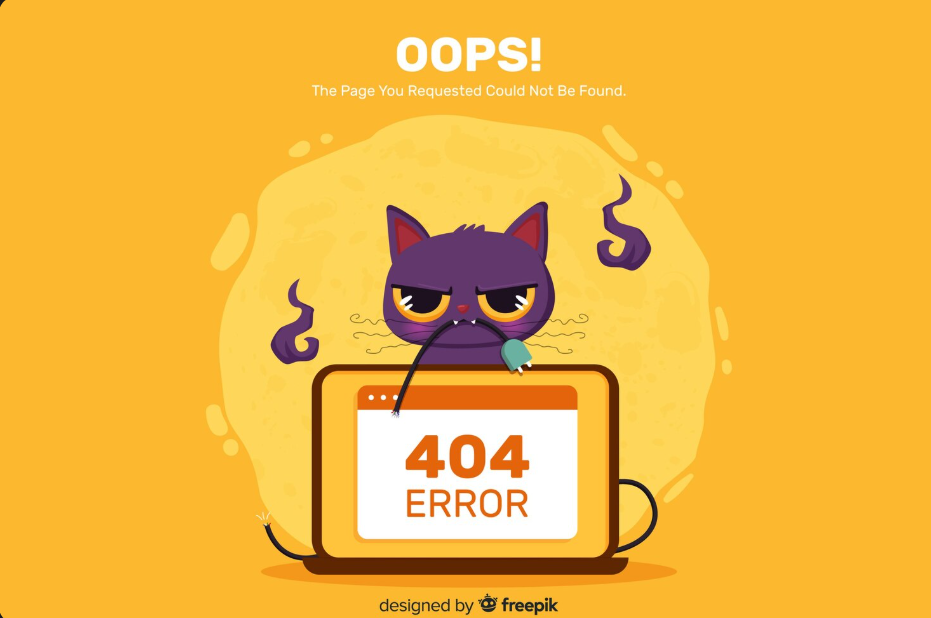 OOPS!
The Page You Requested Could Not Be Found.
404
ERROR
designed by freepik